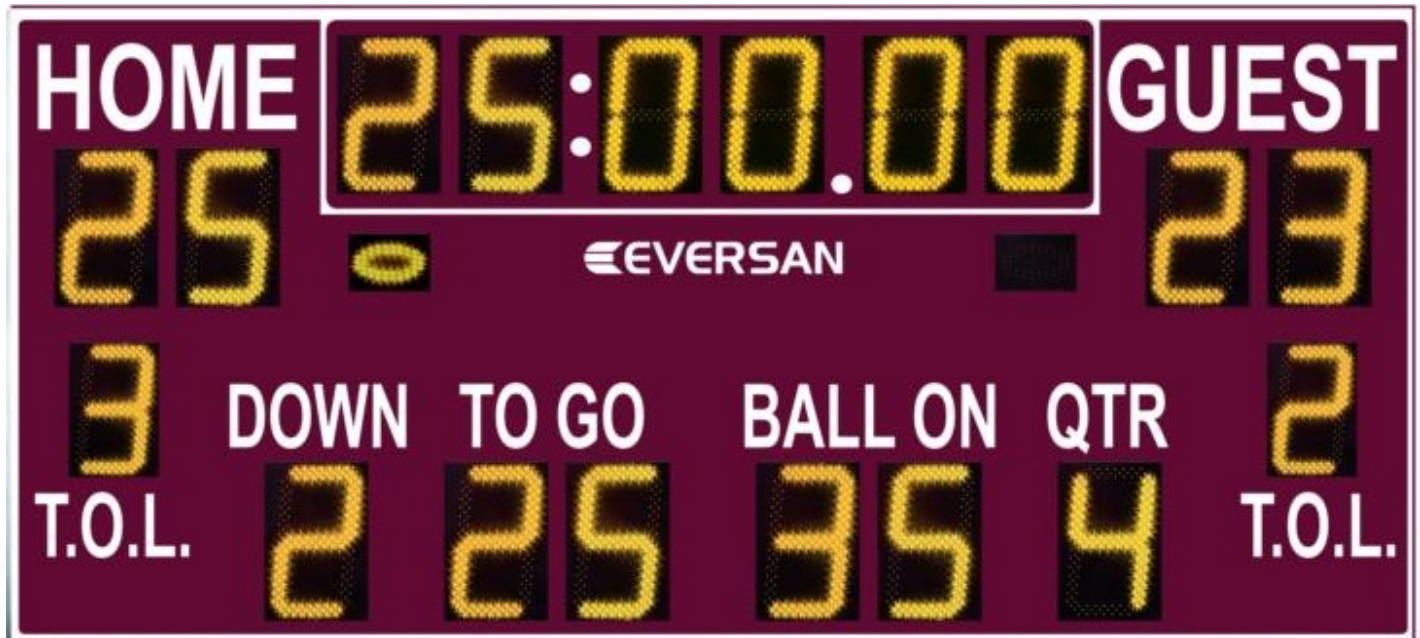 HOME 25:00.00 GUEST
25 23
EVERSAN
3 2
DOWN TO GO BALL ON QTR
2 25 35 4
T.O.L. T.O.L.